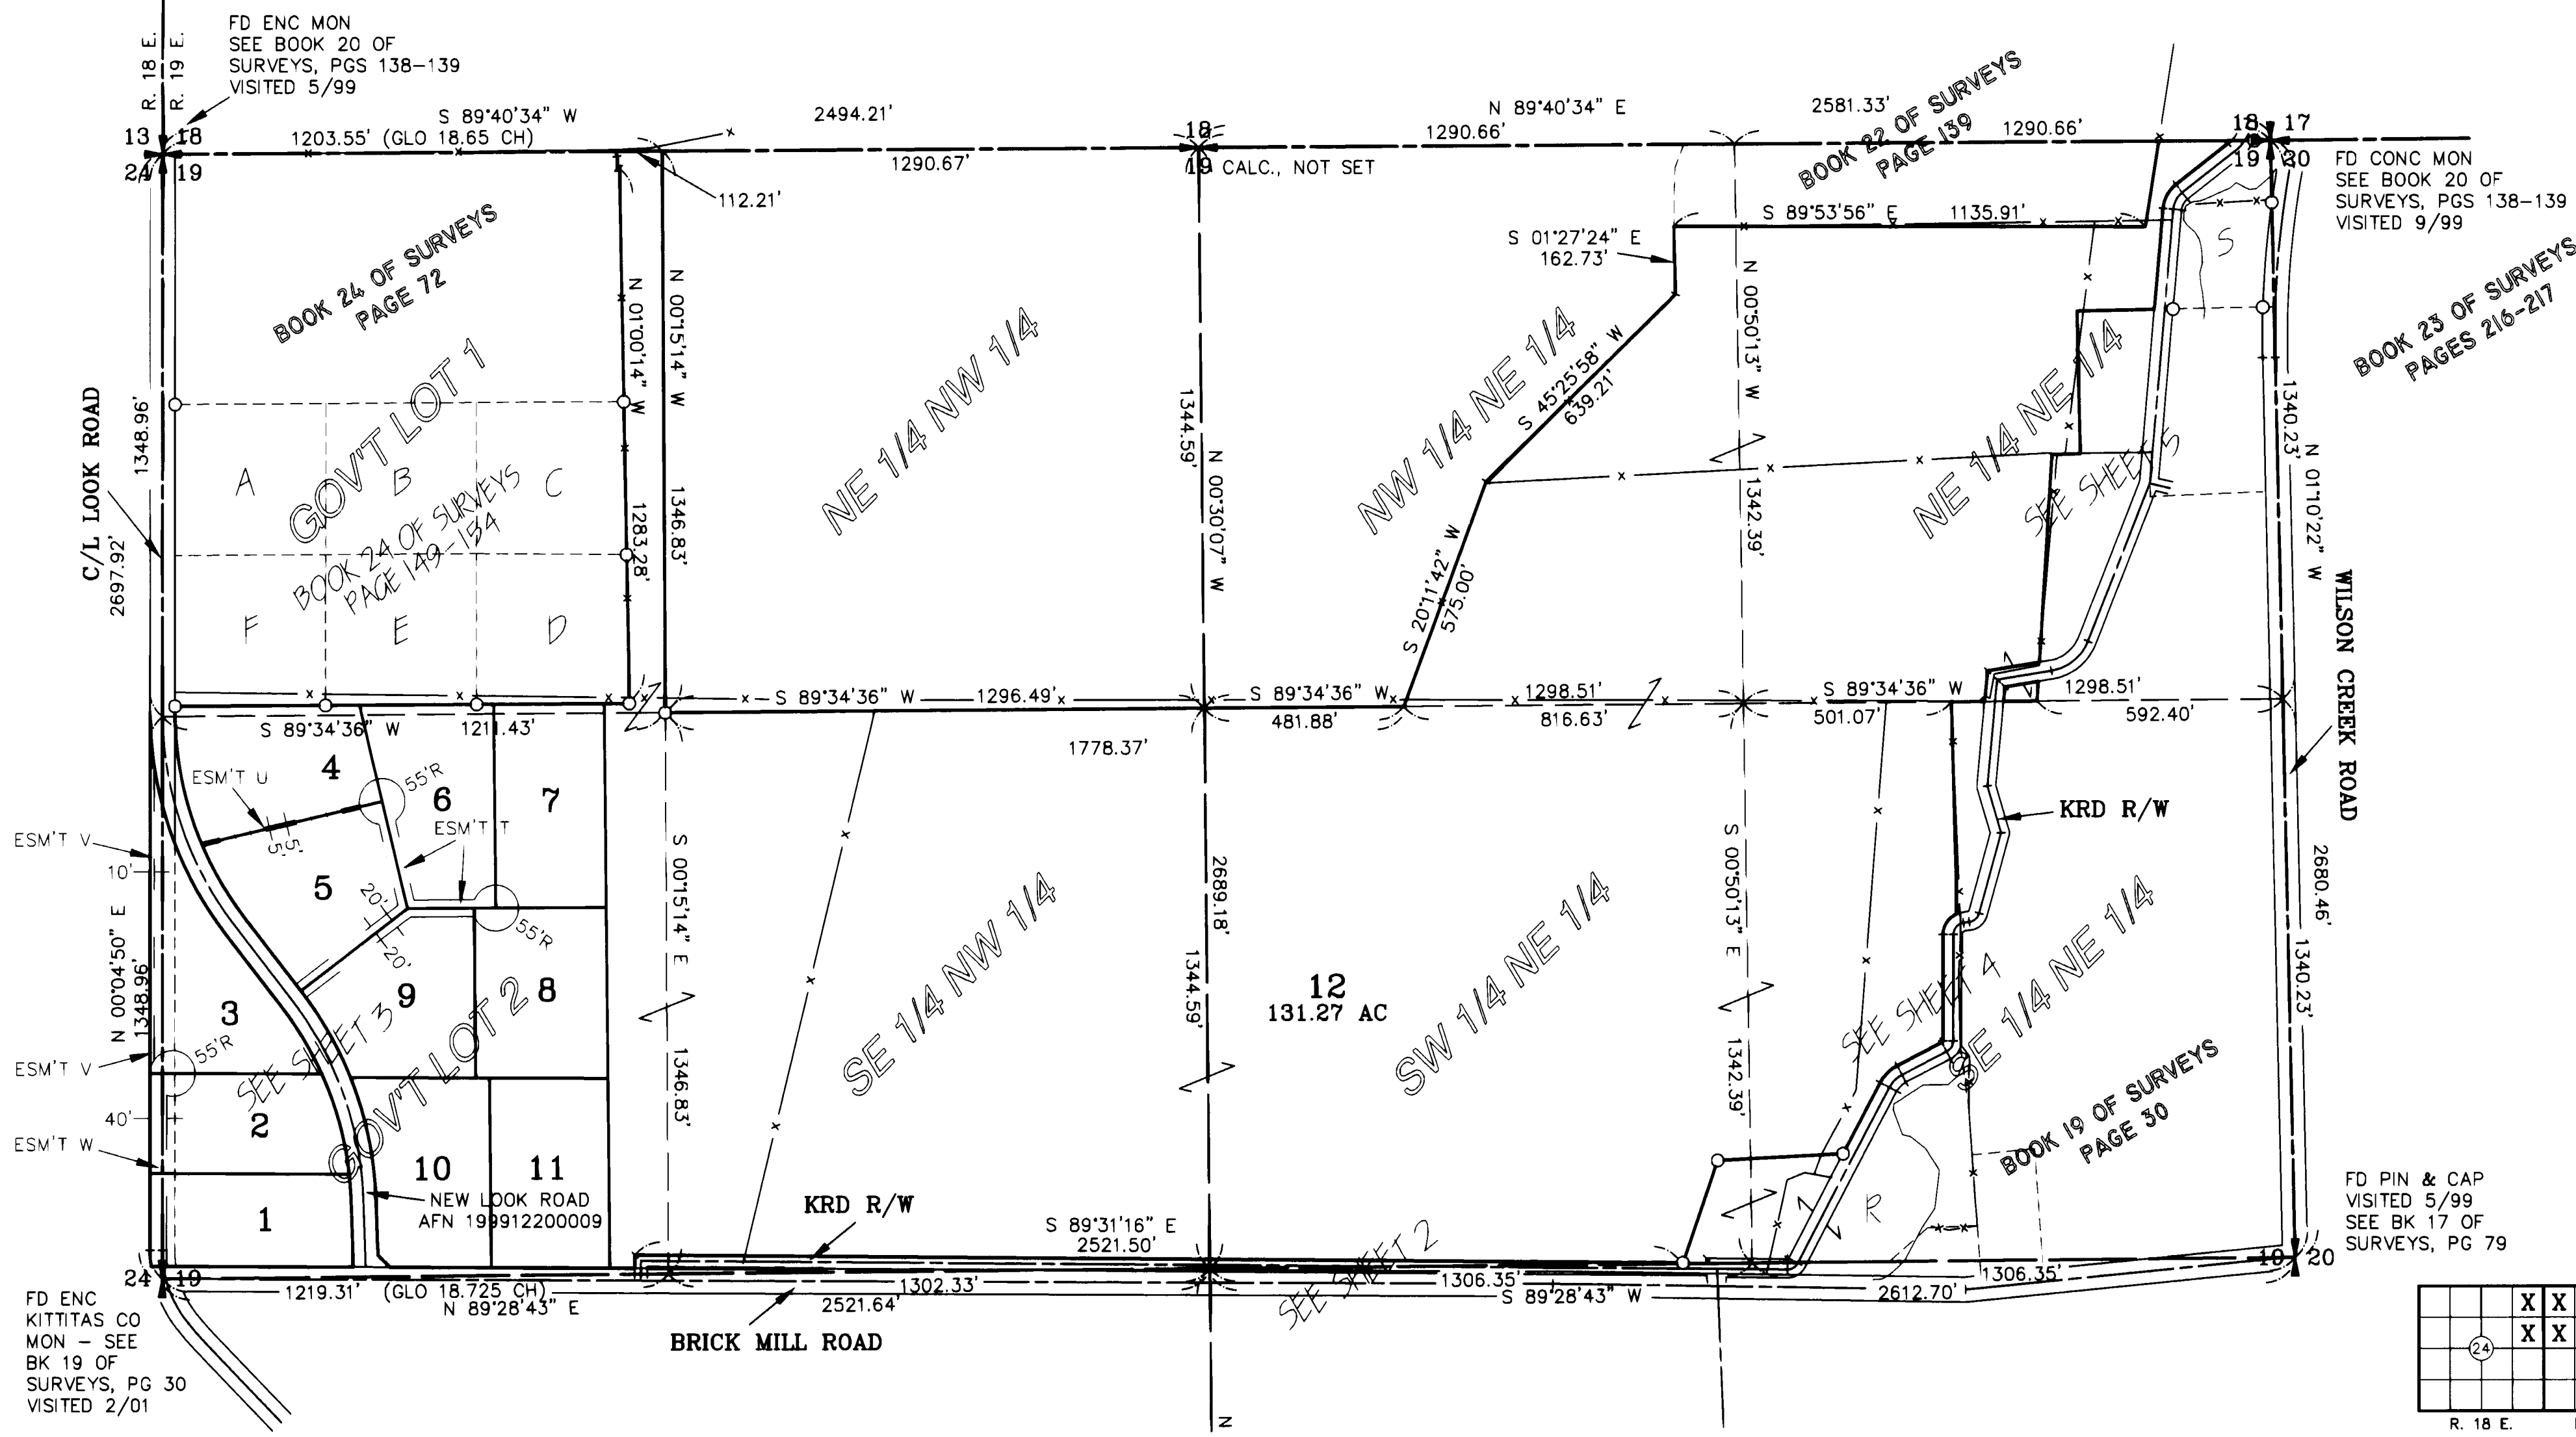 R. 18 E.
R. 19 E.
FD ENC MON
SEE BOOK 20 OF
SURVEYS, PGS 138-139
VISITED 5/99
S 89°40'34" W
2494.21'
N 89°40'34" E
2581.33'
13 18
1203.55' (GLO 18.65 CH)
18
1290.66'
1290.66'
18 17
24 19
1290.67'
19 CALC., NOT SET
19 20
112.21'
BOOK 22 OF SURVEYS
PAGE 139
FD CONC MON
SEE BOOK 20 OF
SURVEYS, PGS 138-139
VISITED 9/99
BOOK 24 OF SURVEYS
PAGE 72
S 89°53'56" E
1135.91'
S 01°27'24" E
162.73'
S
BOOK 23 OF SURVEYS
PAGES 216-217
N 01°00'14" W
1283.28'
N 00°15'14" W
1346.83'
1344.59'
N 00°30'07" W
N 00°50'13" W
1342.39'
1340.23'
N 01°10'22" W
GOV'T LOT 1
NE 1/4 NW 1/4
NW 1/4 NE 1/4
NE 1/4 NE 1/4
SEE SHEET 5
S 45°25'58" W
639.21'
S 20°11'42" W
575.00'
C/L LOOK ROAD
1348.96'
2697.92'
A
B
C
BOOK 24 OF SURVEYS
PAGE 149-154
F
E
D
WILSON CREEK ROAD
S 89°34'36" W
1211.43'
S 89°34'36" W
1296.49'
S 89°34'36" W
481.88'
1298.51'
816.63'
S 89°34'36" W
501.07'
1298.51'
592.40'
1778.37'
4
ESM'T U
55'R
6
7
ESM'T T
ESM'T V
5'
5'
10'
5
20'
20'
55'R
KRD R/W
S 00°15'14" E
1346.83'
2689.18'
1344.59'
S 00°50'13" E
1342.39'
2680.46'
1340.23'
N 00°04'50" E
1348.96'
3
9
8
SEE SHEET 3
GOV'T LOT 2
SE 1/4 NW 1/4
12
131.27 AC
SW 1/4 NE 1/4
SEE SHEET 4
SE 1/4 NE 1/4
55'R
ESM'T V
2
40'
ESM'T W
BOOK 19 OF SURVEYS
PAGE 30
10
11
1
NEW LOOK ROAD
AFN 199912200009
KRD R/W
S 89°31'16" E
2521.50'
R
SEE SHEET 2
FD PIN & CAP
VISITED 5/99
SEE BK 17 OF
SURVEYS, PG 79
24 19
19 20
1219.31' (GLO 18.725 CH)
N 89°28'43" E
1302.33'
2521.64'
1306.35'
S 89°28'43" W
1306.35'
2612.70'
BRICK MILL ROAD
FD ENC
KITTITAS CO
MON - SEE
BK 19 OF
SURVEYS, PG 30
VISITED 2/01
N
X X
X X
24
R. 18 E.